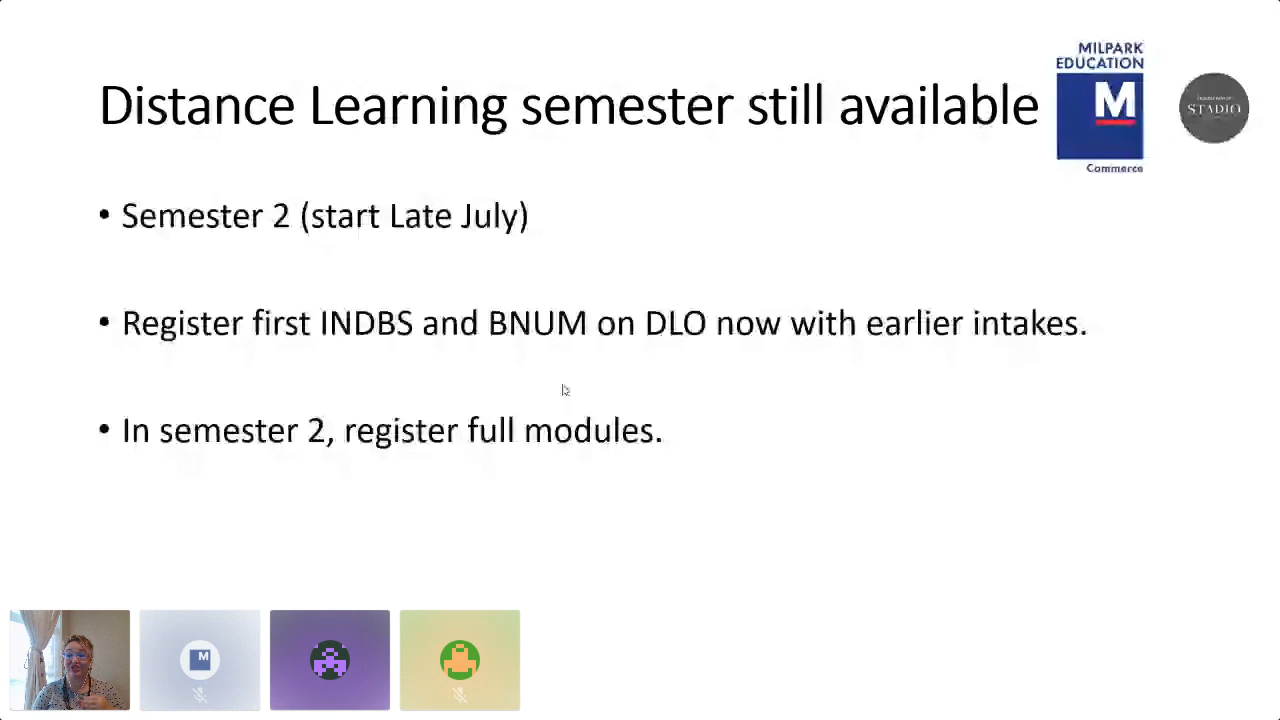 MILPARK
EDUCATION
Distance Learning semester still available
M
STADIO
Commerce
• Semester 2 (start Late July)
• Register first INDBS and BNUM on DLO now with earlier intakes.
• In semester 2, register full modules.
M